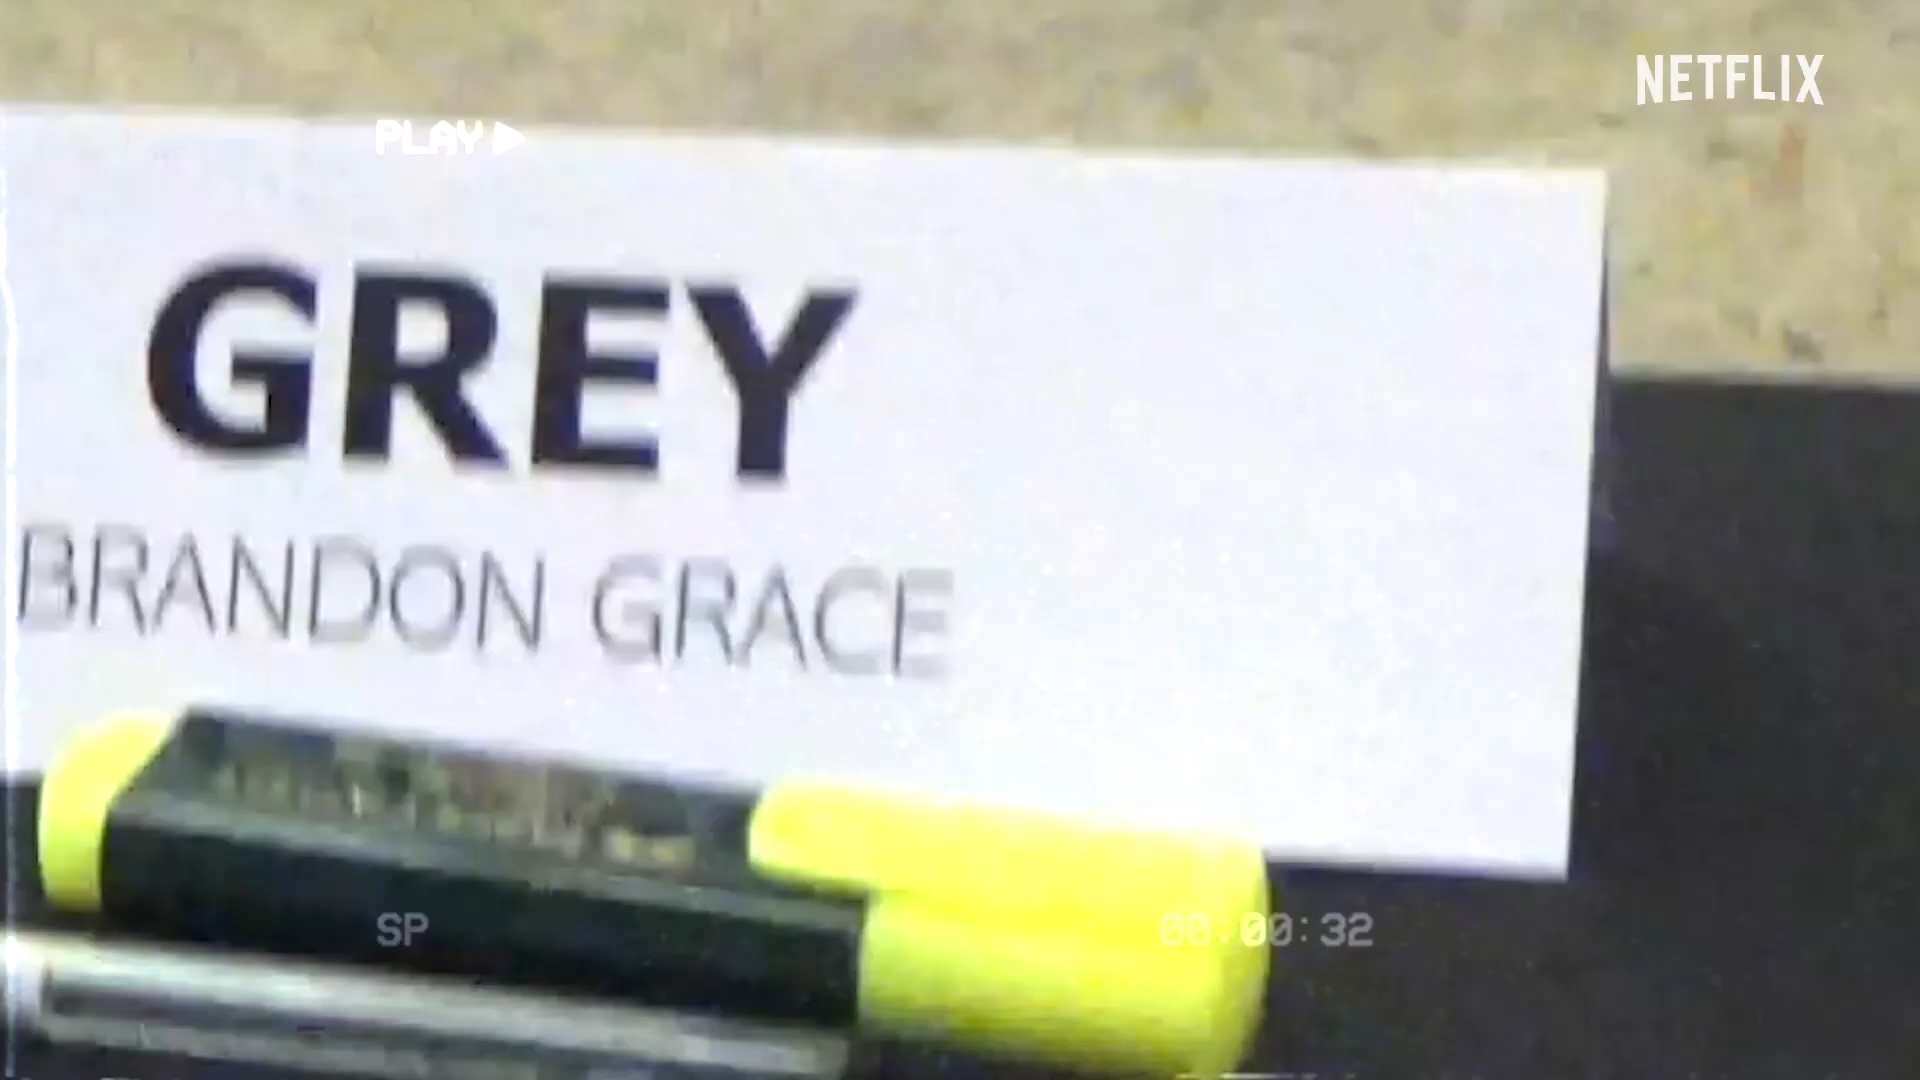 NETFLIX
PLAY
GREY
BRANDON GRACE
SP
00:00:32